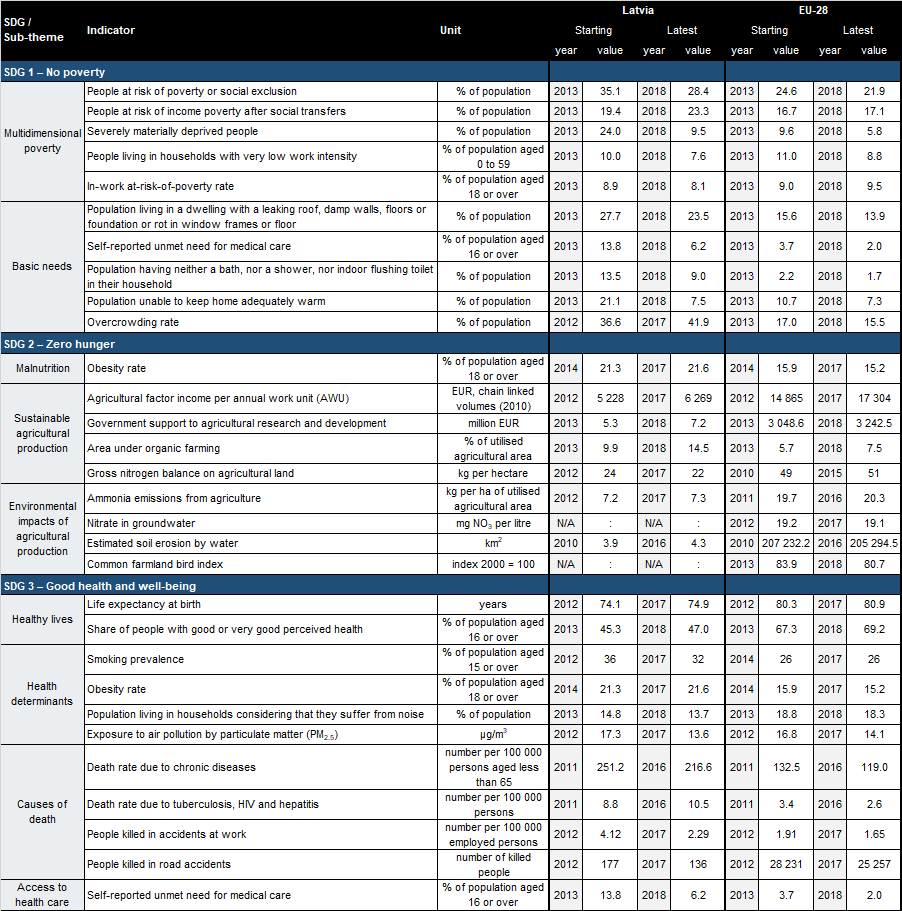 Latvia EU-28
SDG / Sub-theme Indicator Unit Starting Latest Starting Latest
year value year value year value year value
SDG 1 – No poverty
Multidimensional poverty
People at risk of poverty or social exclusion % of population 2013 35.1 2018 28.4 2013 24.6 2018 21.9
People at risk of income poverty after social transfers % of population 2013 19.4 2018 23.3 2013 16.7 2018 17.1
Severely materially deprived people % of population 2013 24.0 2018 9.5 2013 9.6 2018 5.8
People living in households with very low work intensity % of population aged 0 to 59 2013 10.0 2018 7.6 2013 11.0 2018 8.8
In-work at-risk-of-poverty rate % of population aged 18 or over 2013 8.9 2018 8.1 2013 9.0 2018 9.5
Basic needs
Population living in a dwelling with a leaking roof, damp walls, floors or foundation or rot in window frames or floor % of population 2013 27.7 2018 23.5 2013 15.6 2018 13.9
Self-reported unmet need for medical care % of population aged 16 or over 2013 13.8 2018 6.2 2013 3.7 2018 2.0
Population having neither a bath, nor a shower, nor indoor flushing toilet in their household % of population 2013 13.5 2018 9.0 2013 2.2 2018 1.7
Population unable to keep home adequately warm % of population 2013 21.1 2018 7.5 2013 10.7 2018 7.3
Overcrowding rate % of population 2012 36.6 2017 41.9 2013 17.0 2018 15.5
SDG 2 – Zero hunger
Malnutrition
Obesity rate % of population aged 18 or over 2014 21.3 2017 21.6 2014 15.9 2017 15.2
Sustainable agricultural production
Agricultural factor income per annual work unit (AWU) EUR, chain linked volumes (2010) 2012 5 228 2017 6 269 2012 14 865 2017 17 304
Government support to agricultural research and development million EUR 2013 5.3 2018 7.2 2013 3 048.6 2018 3 242.5
Area under organic farming % of utilised agricultural area 2013 9.9 2018 14.5 2013 5.7 2018 7.5
Gross nitrogen balance on agricultural land kg per hectare 2012 24 2017 22 2010 49 2015 51
Environmental impacts of agricultural production
Ammonia emissions from agriculture kg per ha of utilised agricultural area 2012 7.2 2017 7.3 2011 19.7 2016 20.3
Nitrate in groundwater mg NO3 per litre N/A : N/A : 2012 19.2 2017 19.1
Estimated soil erosion by water km2 2010 3.9 2016 4.3 2010 207 232.2 2016 205 294.5
Common farmland bird index index 2000 = 100 N/A : N/A : 2013 83.9 2018 80.7
SDG 3 – Good health and well-being
Healthy lives
Life expectancy at birth years 2012 74.1 2017 74.9 2012 80.3 2017 80.9
Share of people with good or very good perceived health % of population aged 16 or over 2013 45.3 2018 47.0 2013 67.3 2018 69.2
Health determinants
Smoking prevalence % of population aged 15 or over 2012 36 2017 32 2014 26 2017 26
Obesity rate % of population aged 18 or over 2014 21.3 2017 21.6 2014 15.9 2017 15.2
Population living in households considering that they suffer from noise % of population 2013 14.8 2018 13.7 2013 18.8 2018 18.3
Exposure to air pollution by particulate matter (PM2.5) µg/m3 2012 17.3 2017 13.6 2012 16.8 2017 14.1
Causes of death
Death rate due to chronic diseases number per 100 000 persons aged less than 65 2011 251.2 2016 216.6 2011 132.5 2016 119.0
Death rate due to tuberculosis, HIV and hepatitis number per 100 000 persons 2011 8.8 2016 10.5 2011 3.4 2016 2.6
People killed in accidents at work number per 100 000 employed persons 2012 4.12 2017 2.29 2012 1.91 2017 1.65
People killed in road accidents number of killed people 2012 177 2017 136 2012 28 231 2017 25 257
Access to health care
Self-reported unmet need for medical care % of population aged 16 or over 2013 13.8 2018 6.2 2013 3.7 2018 2.0